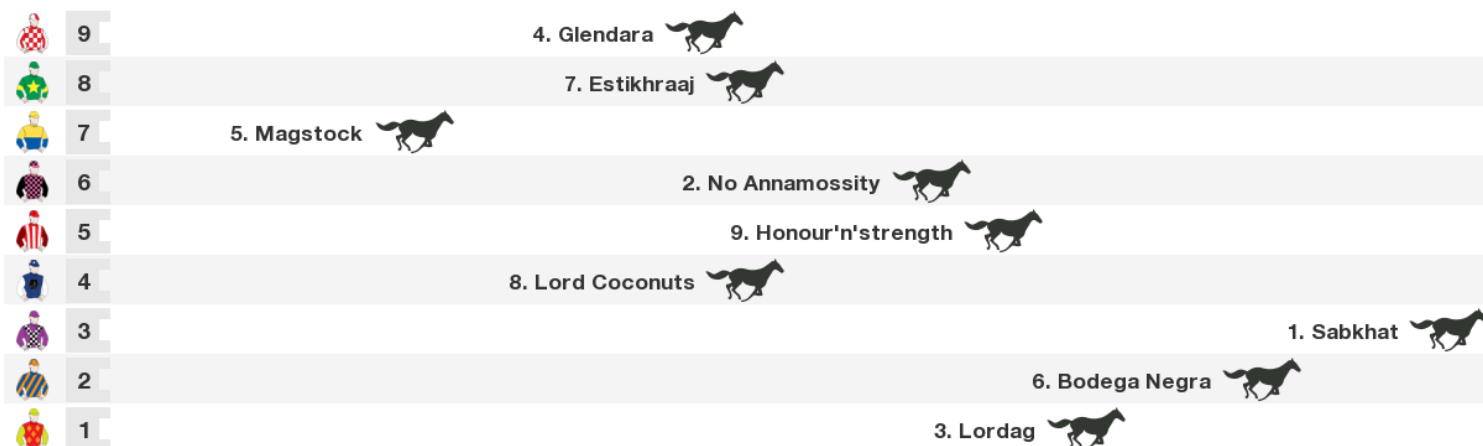 9 4. Glendara
8 7. Estikhraaj
7 5. Magstock
6 2. No Annamossity
5 9. Honour'n'strength
4 8. Lord Coconuts
3 1. Sabkhat
2 6. Bodega Negra
1 3. Lordag